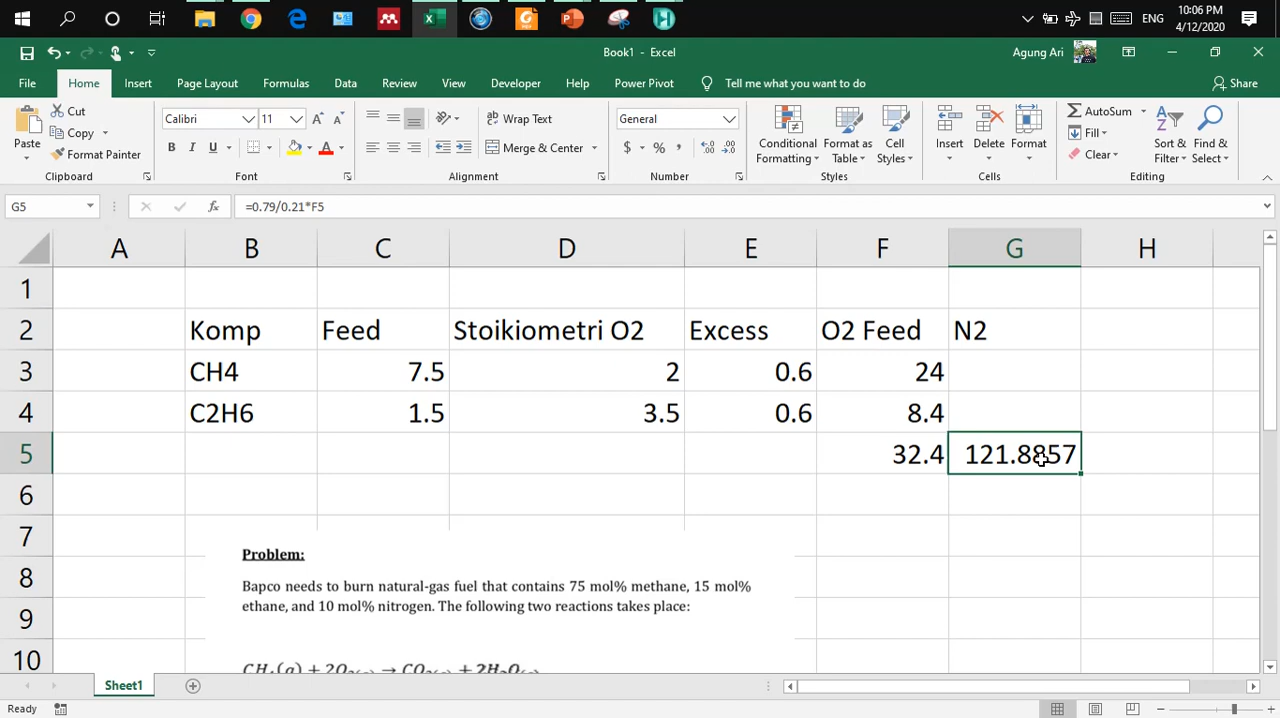 10:06 PM
ENG
4/12/2020
Book1 - Excel
Agung Ari
File Home Insert Page Layout Formulas Data Review View Developer Help Power Pivot Tell me what you want to do Share
Paste
Cut
Copy
Format Painter
Clipboard
Calibri 11
B I U
Font
Wrap Text
Merge & Center
Alignment
General
$ % ,
Number
Conditional Formatting
Format as Table
Cell Styles
Styles
Insert Delete Format
Cells
AutoSum
Fill
Clear
Sort & Filter
Find & Select
Editing
G5 fx =0.79/0.21*F5
A B C D E F G H
1
2 Komp Feed Stoikiometri O2 Excess O2 Feed N2
3 CH4 7.5 2 0.6 24
4 C2H6 1.5 3.5 0.6 8.4
5 32.4 121.8857
6
7
8
9
10
Problem:
Bapco needs to burn natural-gas fuel that contains 75 mol% methane, 15 mol%
ethane, and 10 mol% nitrogen. The following two reactions takes place:
Sheet1
Ready